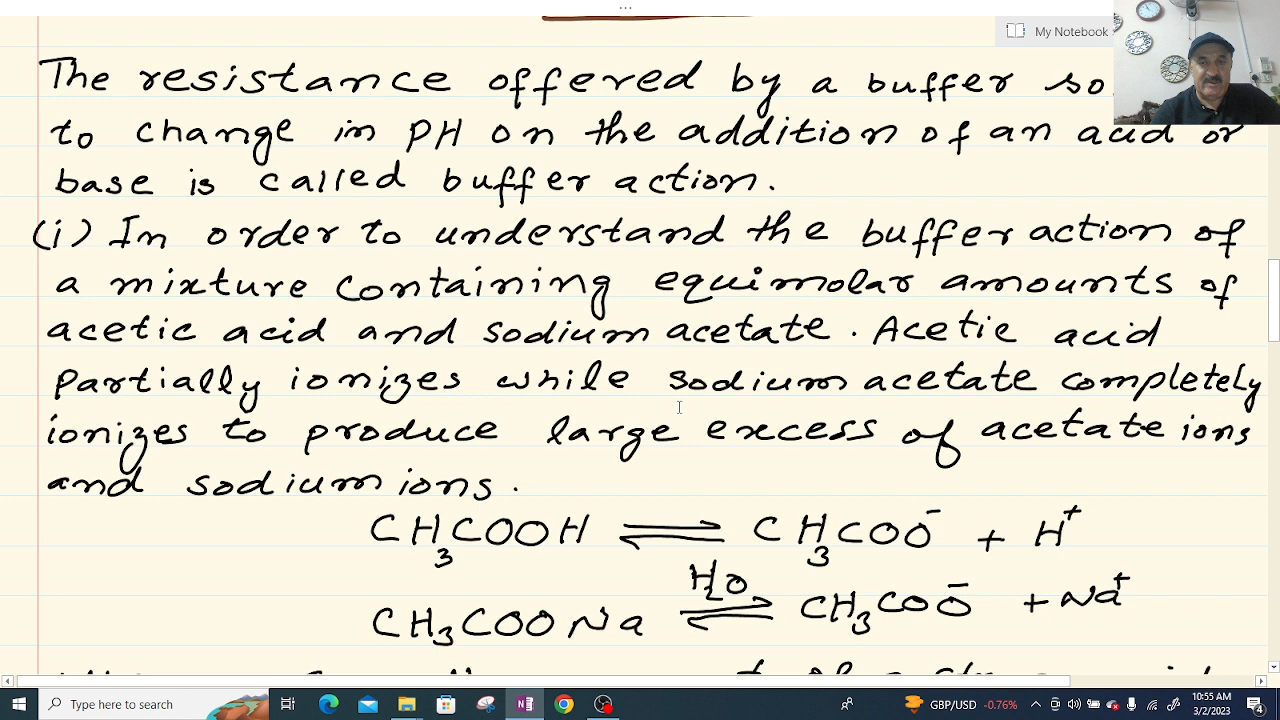 ...
My Notebook
The resistance offered by a buffer so
to change in PH on the addition of an acid or
base is called buffer action.
(i) In order to understand the buffer action of
a mixture containing equimolar amounts of
acetic acid and sodium acetate. Acetic acid
Partially ionizes while sodium acetate completely
ionizes to produce large excess of acetate ions
and sodium ions.
CH3COOH ⇌ CH3COO⁻ + H⁺
H2O
CH3COONa ⇌ CH3COO⁻ + Na⁺
Type here to search
GBP/USD -0.76%
10:55 AM
3/2/2023
4